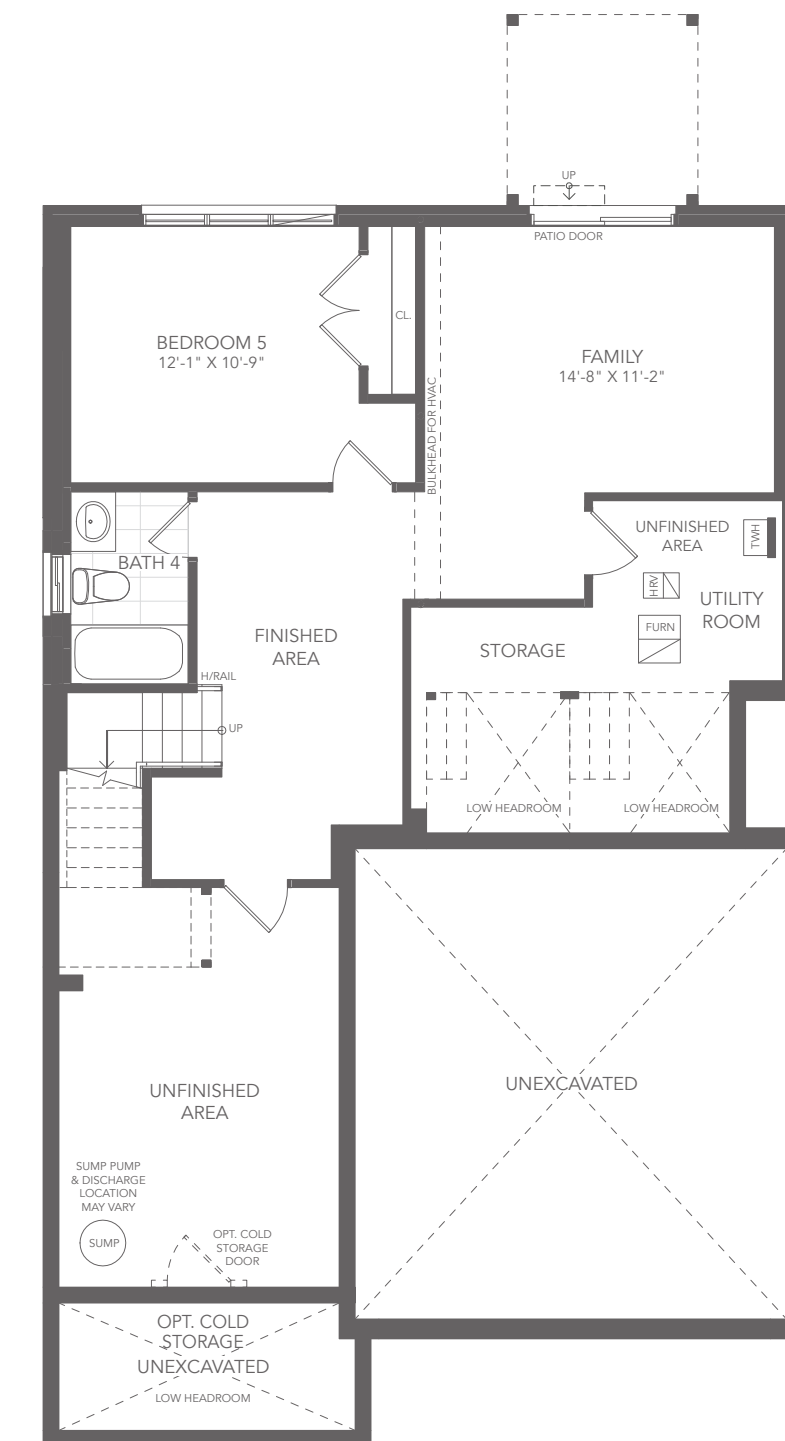 UP
PATIO DOOR
BEDROOM 5
12'-1" X 10'-9"
CL.
FAMILY
14'-8" X 11'-2"
BULKHEAD FOR HVAC
UNFINISHED
AREA
TWH
BATH 4
HRV
UTILITY
ROOM
FURN
FINISHED
AREA
STORAGE
H/RAIL
UP
LOW HEADROOM
LOW HEADROOM
UNEXCAVATED
UNFINISHED
AREA
SUMP PUMP
& DISCHARGE
LOCATION
MAY VARY
SUMP
OPT. COLD
STORAGE
DOOR
OPT. COLD
STORAGE
UNEXCAVATED
LOW HEADROOM